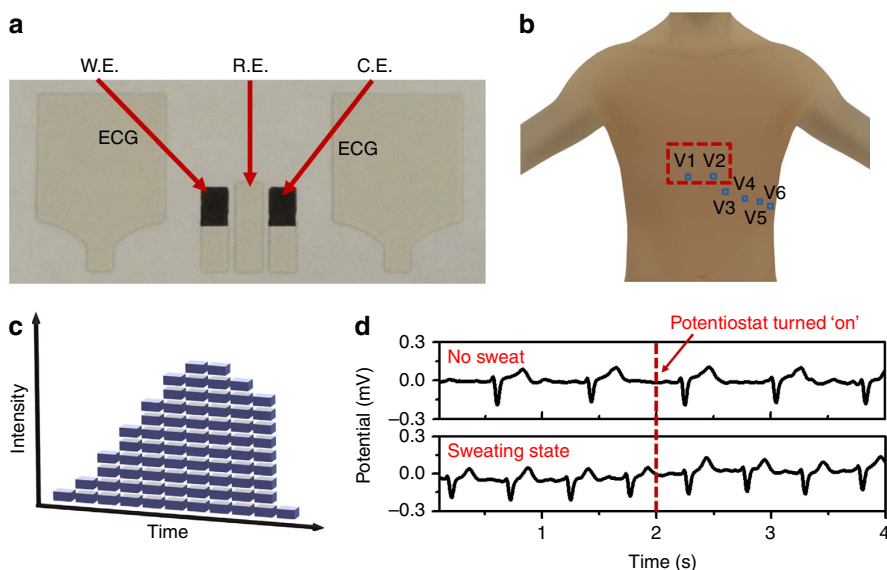 a
W.E. R.E. C.E.
ECG ECG
b
V1 V2
V4
V6
V3
V5
c
Intensity
Time
d
Potentiostat turned ‘on’
0.3
No sweat
0.0
–0.3
0.3
Sweating state
0.0
–0.3
Potential (mV)
1 2 3 4
Time (s)